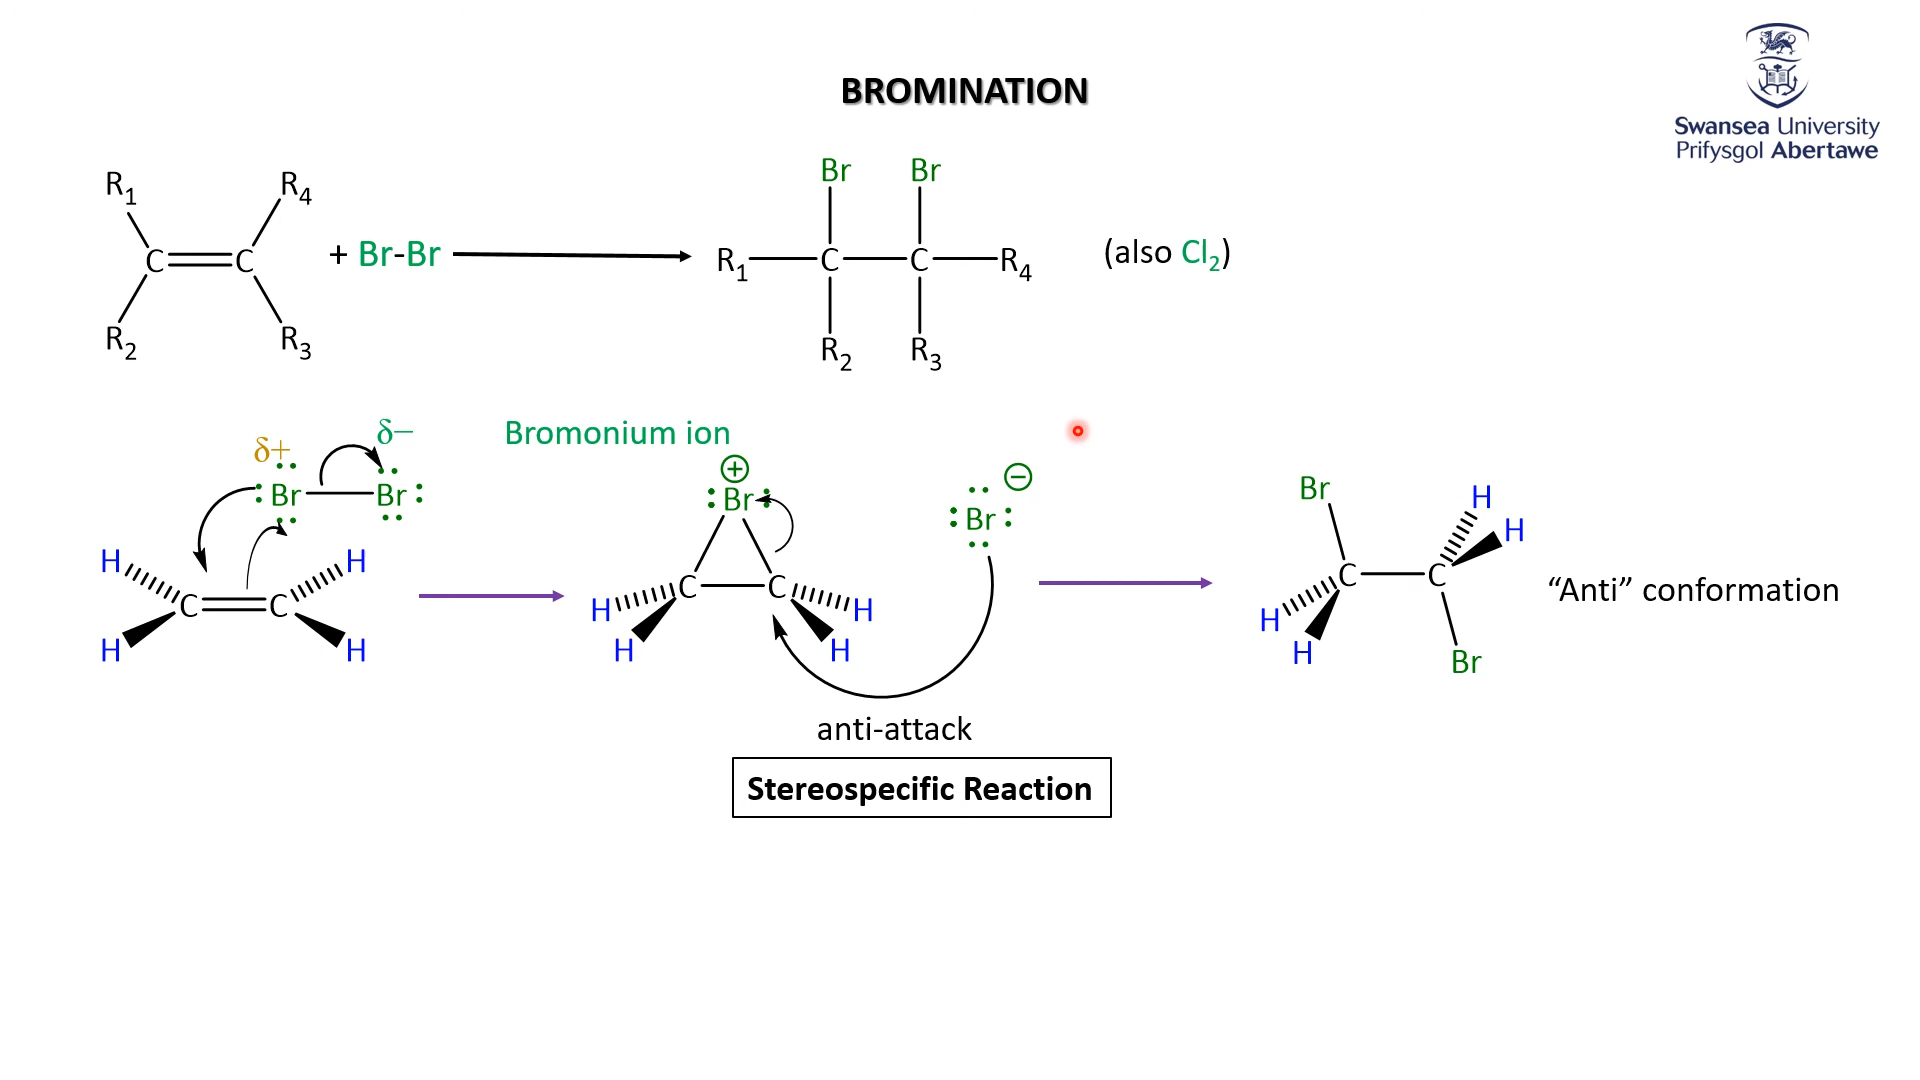 BROMINATION
Swansea University
Prifysgol Abertawe
R1 R4
C C
R2 R3
+ Br-Br
Br Br
R1 C C R4
R2 R3
(also Cl2)
δ+ δ−
Br Br
H H
C C
H H
Bromonium ion
+
Br
C C
H H
H H
−
Br
anti-attack
Stereospecific Reaction
Br H
H
C C
H
H Br
“Anti” conformation